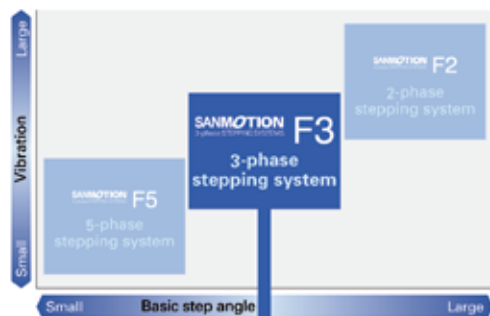 Large
Vibration
Small
SANMOTION F2
2-phase
stepping system
SANMOTION F3
3-phase STEPPING SYSTEMS
3-phase
stepping system
SANMOTION F5
5-phase
stepping system
Small
Basic step angle
Large